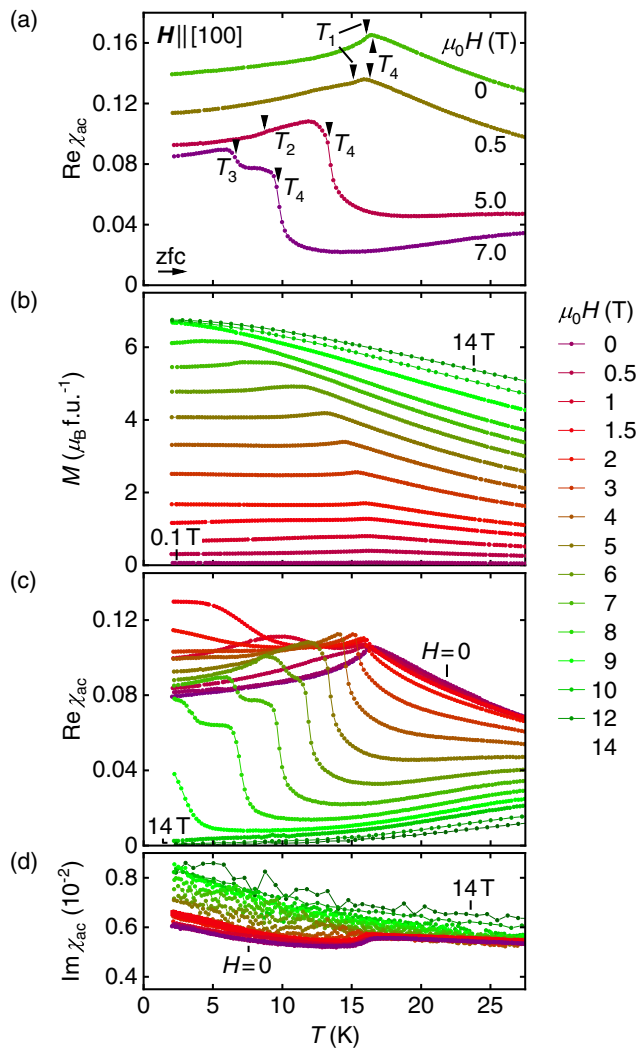 (a)
H||[100]
T1
μ0H (T)
0.16
T4
0
0.12
0.5
Re χac
T2
T4
0.08
T3
T4
5.0
0.04
7.0
zfc
0
(b)
μ0H (T)
6
14 T
0
0.5
1
4
1.5
M (μB f.u.-1)
2
3
2
4
0.1 T
5
0
6
(c)
7
0.12
8
H=0
9
10
0.08
12
Re χac
14
0.04
14T
0
(d)
0.8
14 T
Im χac (10-2)
0.6
H=0
0.4
0 5 10 15 20 25
T (K)